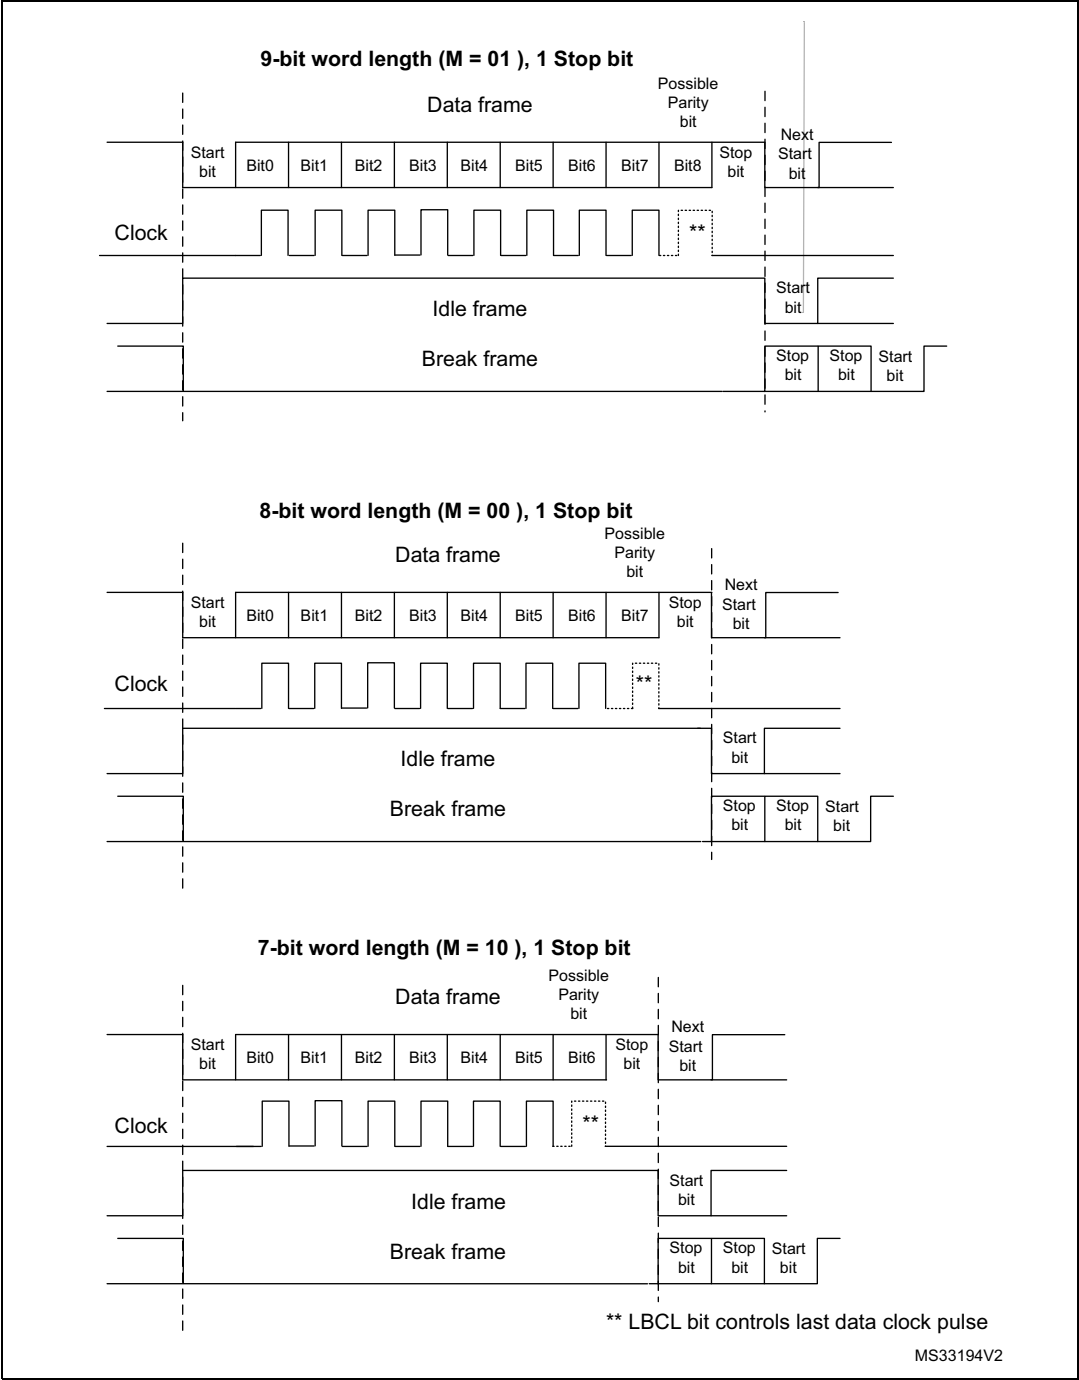 9-bit word length (M = 01 ), 1 Stop bit
Data frame
Possible
Parity
bit
Start
bit
Bit0 Bit1 Bit2 Bit3 Bit4 Bit5 Bit6 Bit7 Bit8
Stop
bit
Next
Start
bit
Clock
**
Idle frame
Start
bit
Break frame
Stop
bit
Stop
bit
Start
bit
8-bit word length (M = 00 ), 1 Stop bit
Data frame
Possible
Parity
bit
Start
bit
Bit0 Bit1 Bit2 Bit3 Bit4 Bit5 Bit6 Bit7
Stop
bit
Next
Start
bit
Clock
**
Idle frame
Start
bit
Break frame
Stop
bit
Stop
bit
Start
bit
7-bit word length (M = 10 ), 1 Stop bit
Data frame
Possible
Parity
bit
Start
bit
Bit0 Bit1 Bit2 Bit3 Bit4 Bit5 Bit6
Stop
bit
Next
Start
bit
Clock
**
Idle frame
Start
bit
Break frame
Stop
bit
Stop
bit
Start
bit
** LBCL bit controls last data clock pulse
MS33194V2